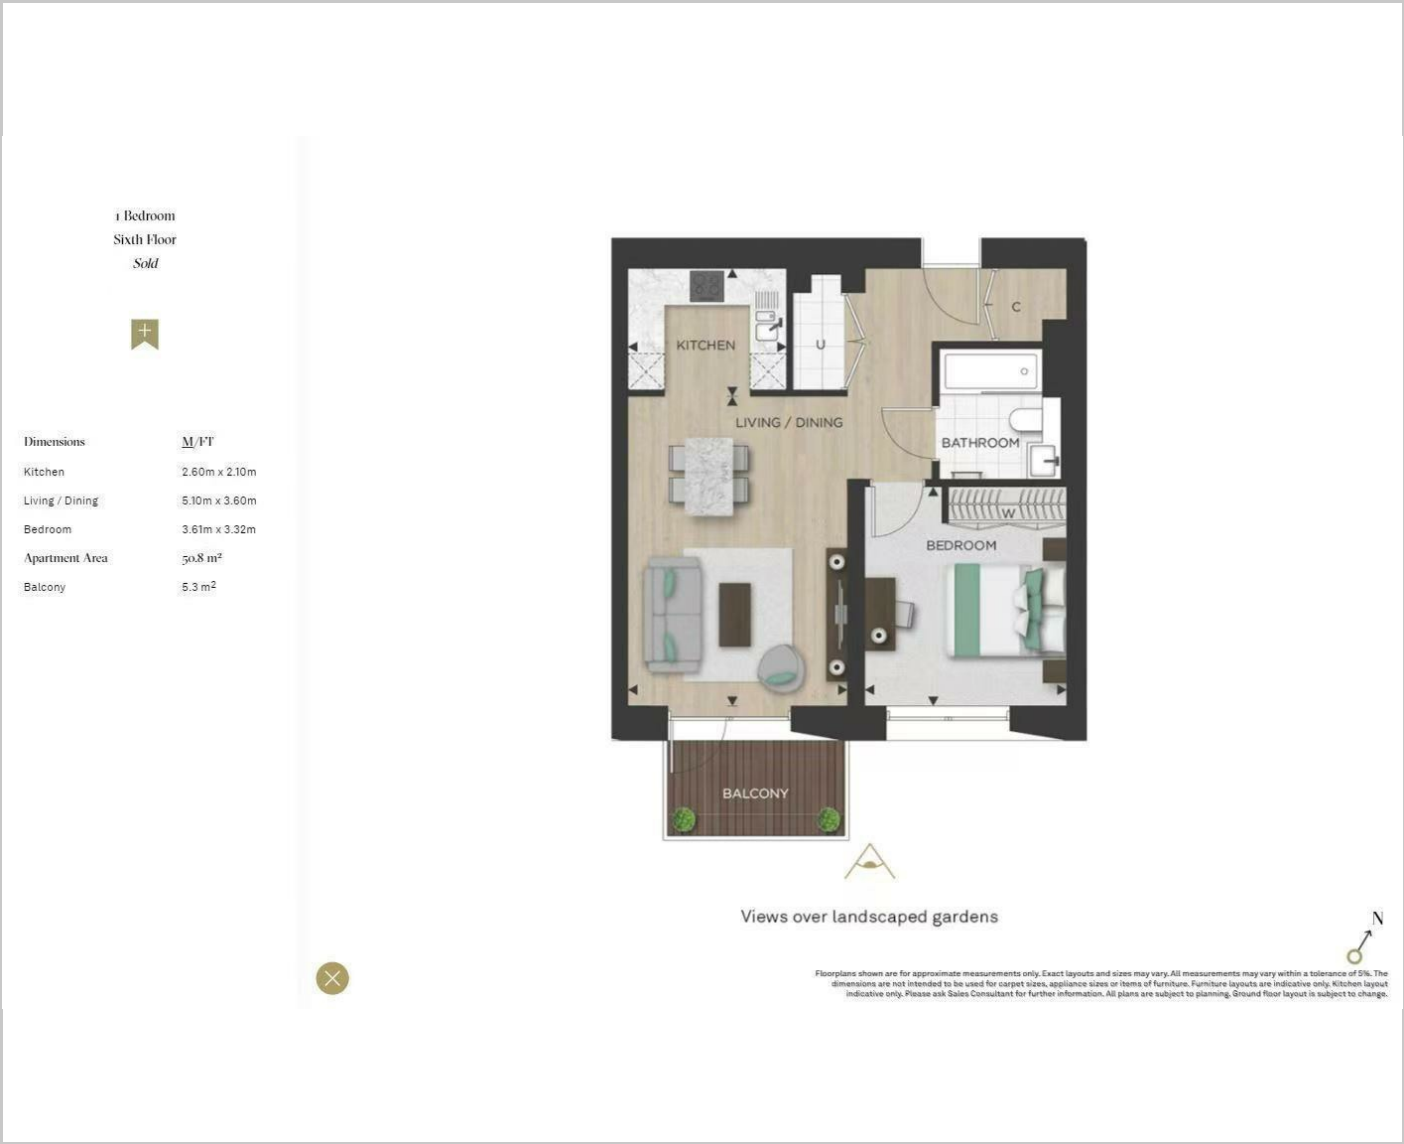 1 Bedroom
Sixth Floor
Sold
Dimensions M/FT
Kitchen 2.60m x 2.10m
Living / Dining 5.10m x 3.60m
Bedroom 3.61m x 3.32m
Apartment Area 50.8 m²
Balcony 5.3 m²
C
KITCHEN
U
LIVING / DINING
BATHROOM
W
BEDROOM
BALCONY
Views over landscaped gardens
N
Floorplans shown are for approximate measurements only. Exact layouts and sizes may vary. All measurements may vary within a tolerance of 5%. The
dimensions are not intended to be used for carpet sizes, appliance sizes or items of furniture. Furniture layouts are indicative only. Kitchen layout
indicative only. Please ask Sales Consultant for further information. All plans are subject to planning. Ground floor layout is subject to change.